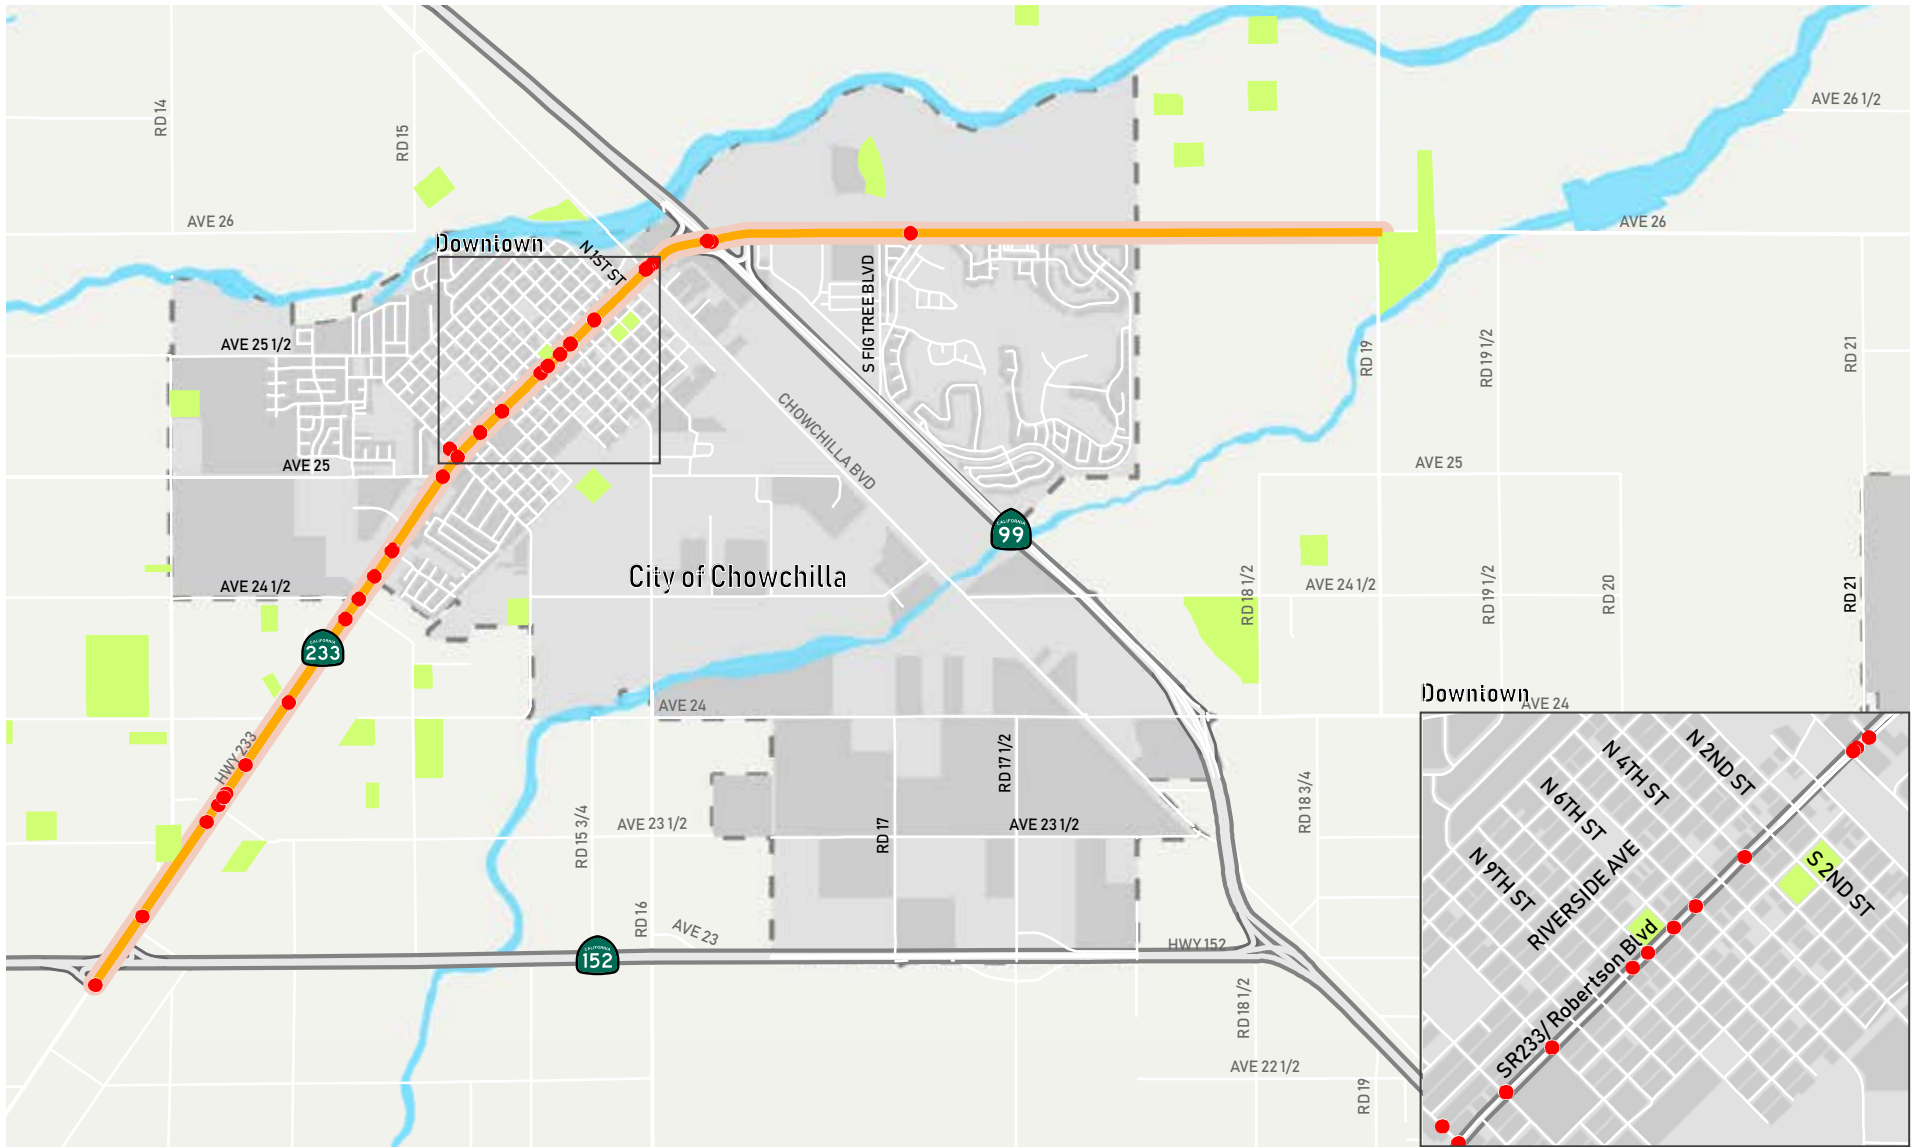 RD 14
RD 15
AVE 26 1/2
AVE 26
AVE 26
Downtown
N 1ST ST
S FIG TREE BLVD
AVE 25 1/2
RD 19
RD 19 1/2
RD 21
CHOWCHILLA BLVD
AVE 25
AVE 25
CALIFORNIA
99
City of Chowchilla
AVE 24 1/2
RD 18 1/2
AVE 24 1/2
RD 19 1/2
RD 20
RD 21
CALIFORNIA
233
HWY 233
AVE 24
Downtown
AVE 24
RD 17 1/2
RD 18 3/4
RD 15 3/4
AVE 23 1/2
RD 17
AVE 23 1/2
RD 16
AVE 23
HWY 152
CALIFORNIA
152
RD 18 1/2
AVE 22 1/2
RD 19
N 2ND ST
N 4TH ST
N 6TH ST
N 9TH ST
RIVERSIDE AVE
S 2ND ST
SR233/ Robertson Blvd